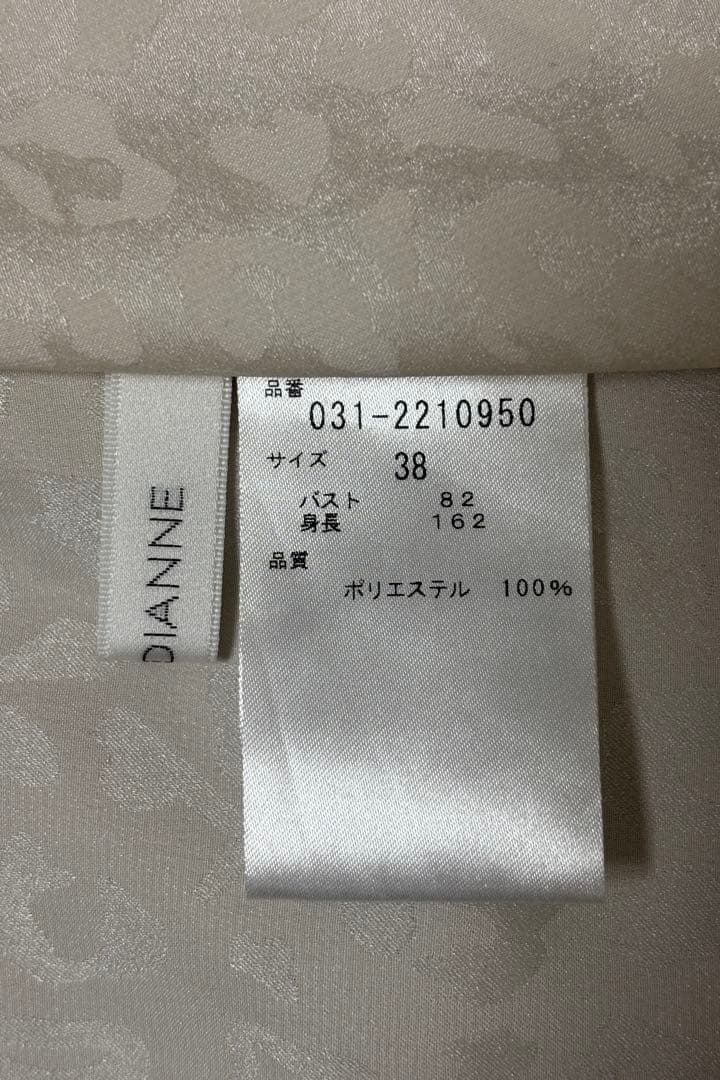 品番
031-2210950
サイズ 38
バスト 82
身長 162
品質
ポリエステル 100%
DIANNE